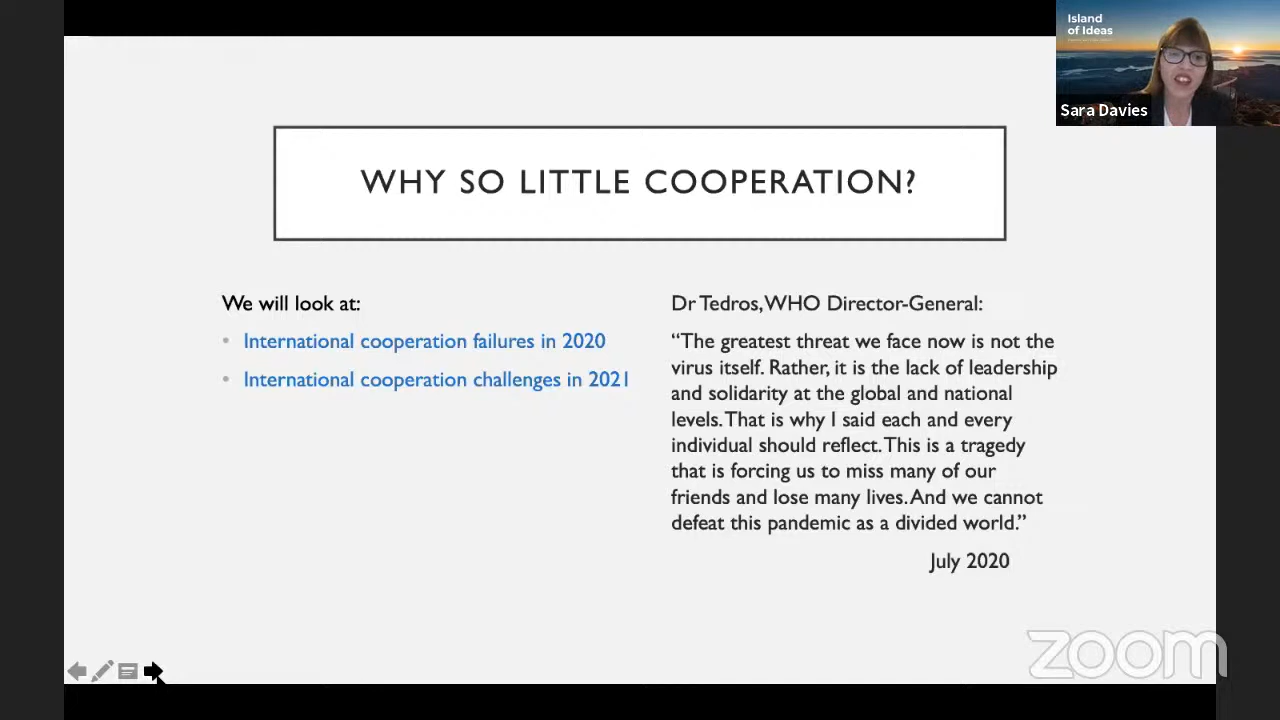 Island
of Ideas
Sara Davies
WHY SO LITTLE COOPERATION?
We will look at:
• International cooperation failures in 2020
• International cooperation challenges in 2021
Dr Tedros, WHO Director-General:
“The greatest threat we face now is not the
virus itself. Rather, it is the lack of leadership
and solidarity at the global and national
levels. That is why I said each and every
individual should reflect. This is a tragedy
that is forcing us to miss many of our
friends and lose many lives. And we cannot
defeat this pandemic as a divided world.”
July 2020
zoom